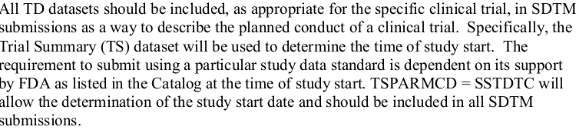 All TD datasets should be included, as appropriate for the specific clinical trial, in SDTM
submissions as a way to describe the planned conduct of a clinical trial.  Specifically, the
Trial Summary (TS) dataset will be used to determine the time of study start.  The
requirement to submit using a particular study data standard is dependent on its support
by FDA as listed in the Catalog at the time of study start. TSPARMCD = SSTDTC will
allow the determination of the study start date and should be included in all SDTM
submissions.